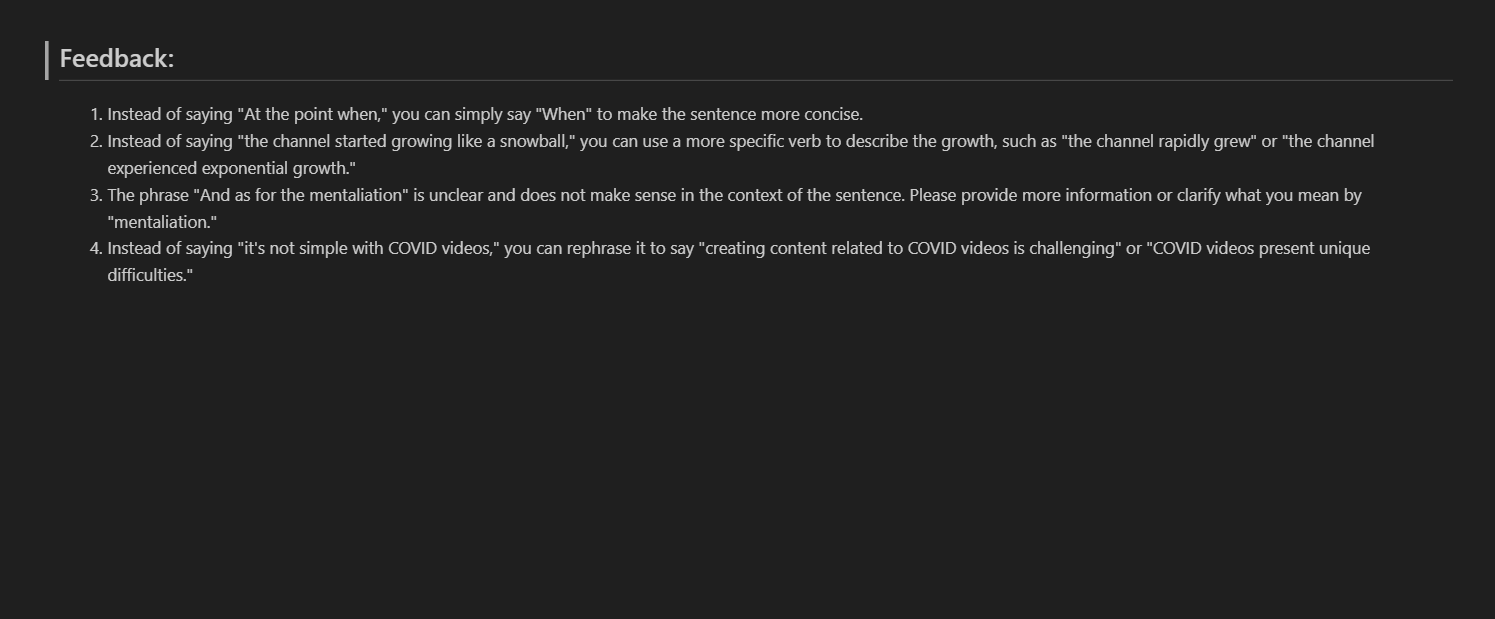 Feedback:
1. Instead of saying "At the point when," you can simply say "When" to make the sentence more concise.
2. Instead of saying "the channel started growing like a snowball," you can use a more specific verb to describe the growth, such as "the channel rapidly grew" or "the channel
experienced exponential growth."
3. The phrase "And as for the mentaliation" is unclear and does not make sense in the context of the sentence. Please provide more information or clarify what you mean by
"mentaliation."
4. Instead of saying "it's not simple with COVID videos," you can rephrase it to say "creating content related to COVID videos is challenging" or "COVID videos present unique
difficulties."